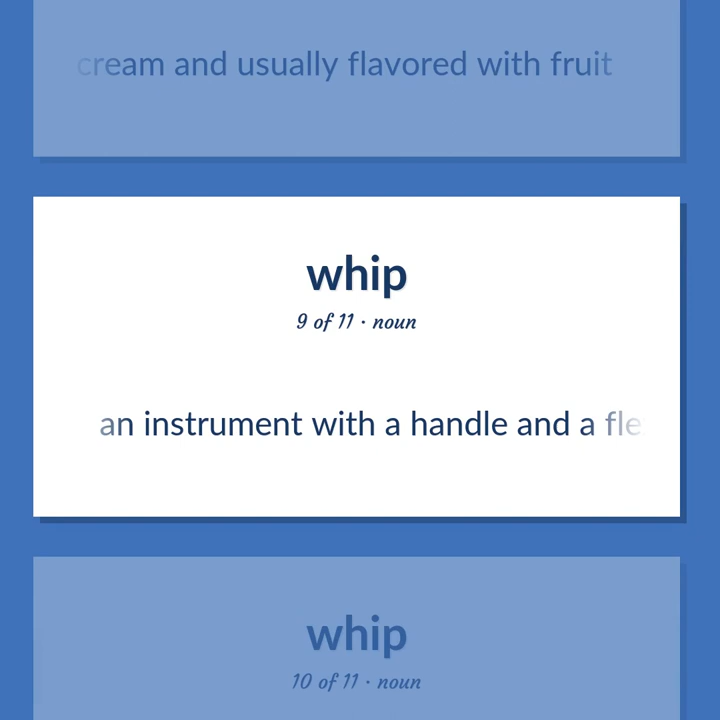 cream and usually flavored with fruit
whip
9 of 11 · noun
an instrument with a handle and a
whip
10 of 11 · noun